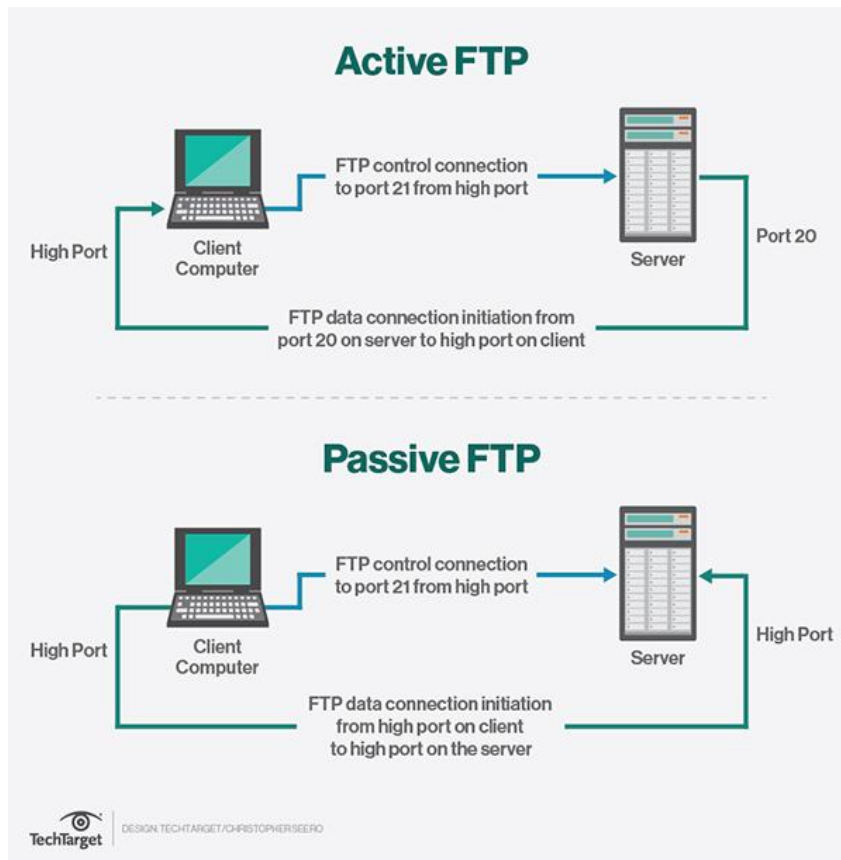 Active FTP
FTP control connection
to port 21 from high port
High Port
Client
Computer
Server
Port 20
FTP data connection initiation from
port 20 on server to high port on client
Passive FTP
FTP control connection
to port 21 from high port
High Port
Client
Computer
Server
High Port
FTP data connection initiation
from high port on client
to high port on the server
TechTarget
DESIGN: TECHTARGET/CHRISTOPHER SEERO